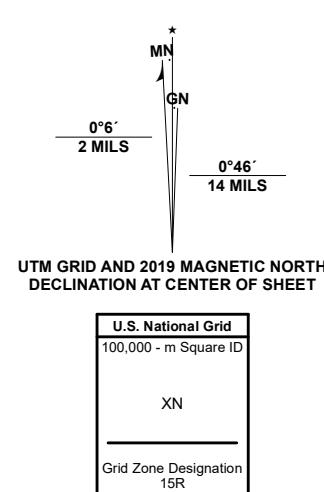 ★
MN
GN
0°6´
2 MILS
0°46´
14 MILS
UTM GRID AND 2019 MAGNETIC NORTH
DECLINATION AT CENTER OF SHEET
U.S. National Grid
100,000 - m Square ID
XN
Grid Zone Designation
15R